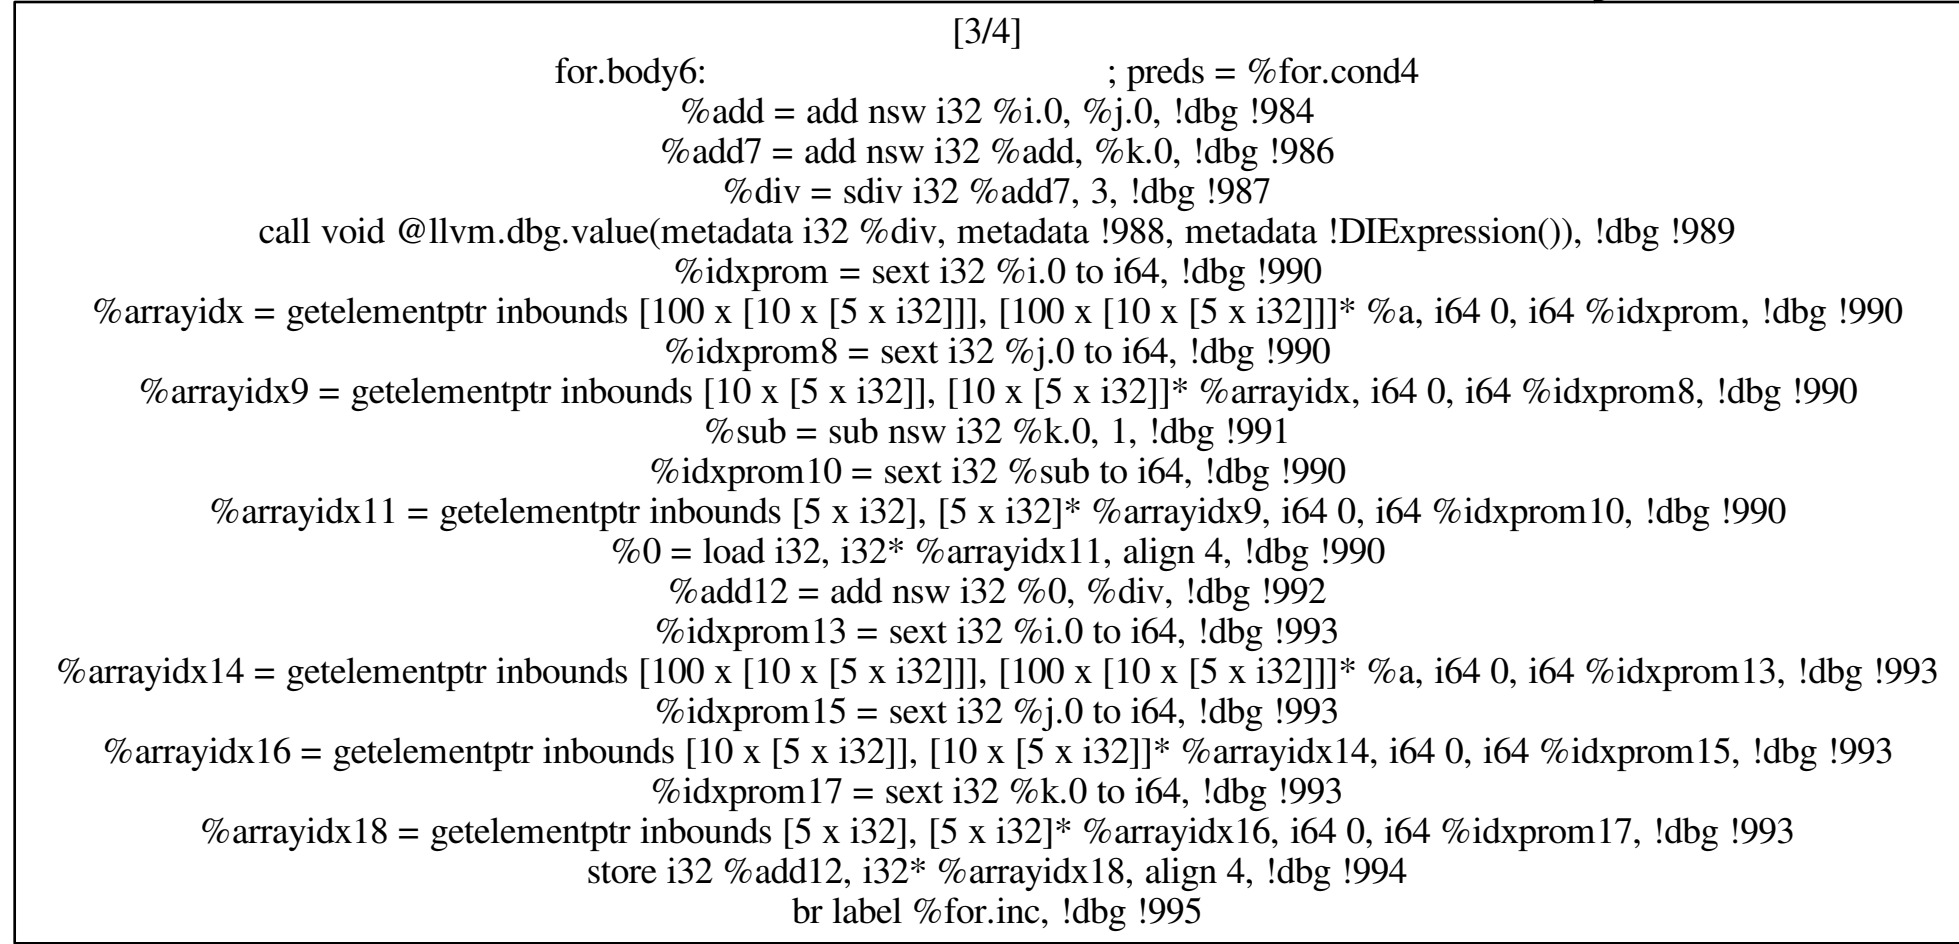 [3/4]
for.body6: ; preds = %for.cond4
%add = add nsw i32 %i.0, %j.0, !dbg !984
%add7 = add nsw i32 %add, %k.0, !dbg !986
%div = sdiv i32 %add7, 3, !dbg !987
call void @llvm.dbg.value(metadata i32 %div, metadata !988, metadata !DIExpression()), !dbg !989
%idxprom = sext i32 %i.0 to i64, !dbg !990
%arrayidx = getelementptr inbounds [100 x [10 x [5 x i32]]], [100 x [10 x [5 x i32]]]* %a, i64 0, i64 %idxprom, !dbg !990
%idxprom8 = sext i32 %j.0 to i64, !dbg !990
%arrayidx9 = getelementptr inbounds [10 x [5 x i32]], [10 x [5 x i32]]* %arrayidx, i64 0, i64 %idxprom8, !dbg !990
%sub = sub nsw i32 %k.0, 1, !dbg !991
%idxprom10 = sext i32 %sub to i64, !dbg !990
%arrayidx11 = getelementptr inbounds [5 x i32], [5 x i32]* %arrayidx9, i64 0, i64 %idxprom10, !dbg !990
%0 = load i32, i32* %arrayidx11, align 4, !dbg !990
%add12 = add nsw i32 %0, %div, !dbg !992
%idxprom13 = sext i32 %i.0 to i64, !dbg !993
%arrayidx14 = getelementptr inbounds [100 x [10 x [5 x i32]]], [100 x [10 x [5 x i32]]]* %a, i64 0, i64 %idxprom13, !dbg !993
%idxprom15 = sext i32 %j.0 to i64, !dbg !993
%arrayidx16 = getelementptr inbounds [10 x [5 x i32]], [10 x [5 x i32]]* %arrayidx14, i64 0, i64 %idxprom15, !dbg !993
%idxprom17 = sext i32 %k.0 to i64, !dbg !993
%arrayidx18 = getelementptr inbounds [5 x i32], [5 x i32]* %arrayidx16, i64 0, i64 %idxprom17, !dbg !993
store i32 %add12, i32* %arrayidx18, align 4, !dbg !994
br label %for.inc, !dbg !995